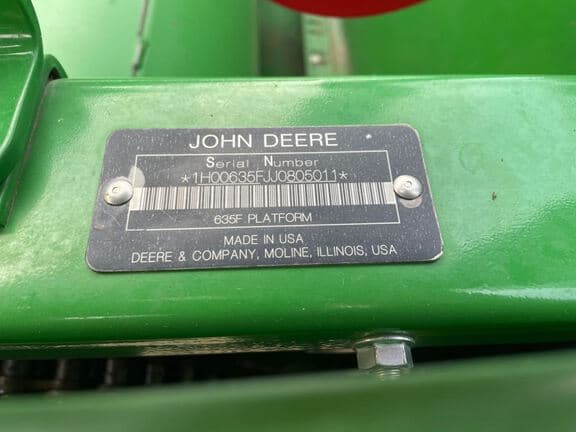 JOHN DEERE
Serial Number
*1H00635FJJ0805011*
635F PLATFORM
MADE IN USA
DEERE & COMPANY, MOLINE, ILLINOIS, USA